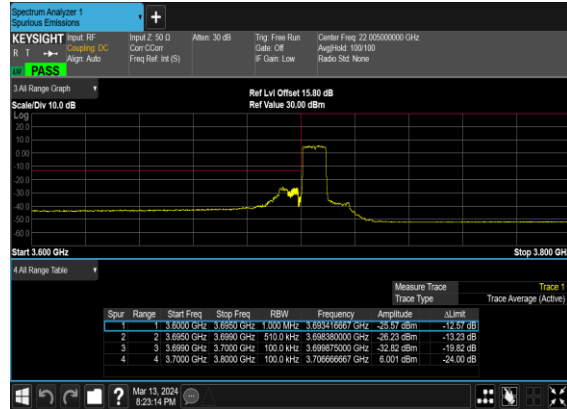 Spectrum Analyzer 1
Spurious Emissions
+
KEYSIGHT Input: RF Input Z: 50 Ω Atten: 30 dB Trig: Free Run Center Freq: 22.005000000 GHz
R T Coupling: DC Corr CCorr Gate: Off Avg|Hold: 100/100
Align: Auto Freq Ref: Int (S) IF Gain: Low Radio Std: None
PASS
3 All Range Graph Ref Lvl Offset 15.80 dB
Scale/Div 10.0 dB Ref Value 30.00 dBm
Log
20.0
10.0
0.00
-10.0
-20.0
-30.0
-40.0
-50.0
-60.0
Start 3.600 GHz Stop 3.800 GH
4 All Range Table
Measure Trace Trace 1
Trace Type Trace Average (Active)
Spur Range Start Freq Stop Freq RBW Frequency Amplitude ΔLimit
1 1 3.6000 GHz 3.6950 GHz 1.000 MHz 3.693416667 GHz -25.57 dBm -12.57 dB
2 2 3.6950 GHz 3.6990 GHz 510.0 kHz 3.698380000 GHz -26.23 dBm -13.23 dB
3 3 3.6990 GHz 3.7000 GHz 100.0 kHz 3.699875000 GHz -32.82 dBm -19.82 dB
4 4 3.7000 GHz 3.8000 GHz 100.0 kHz 3.706666667 GHz 6.001 dBm -24.00 dB
? Mar 13, 2024
8:23:14 PM